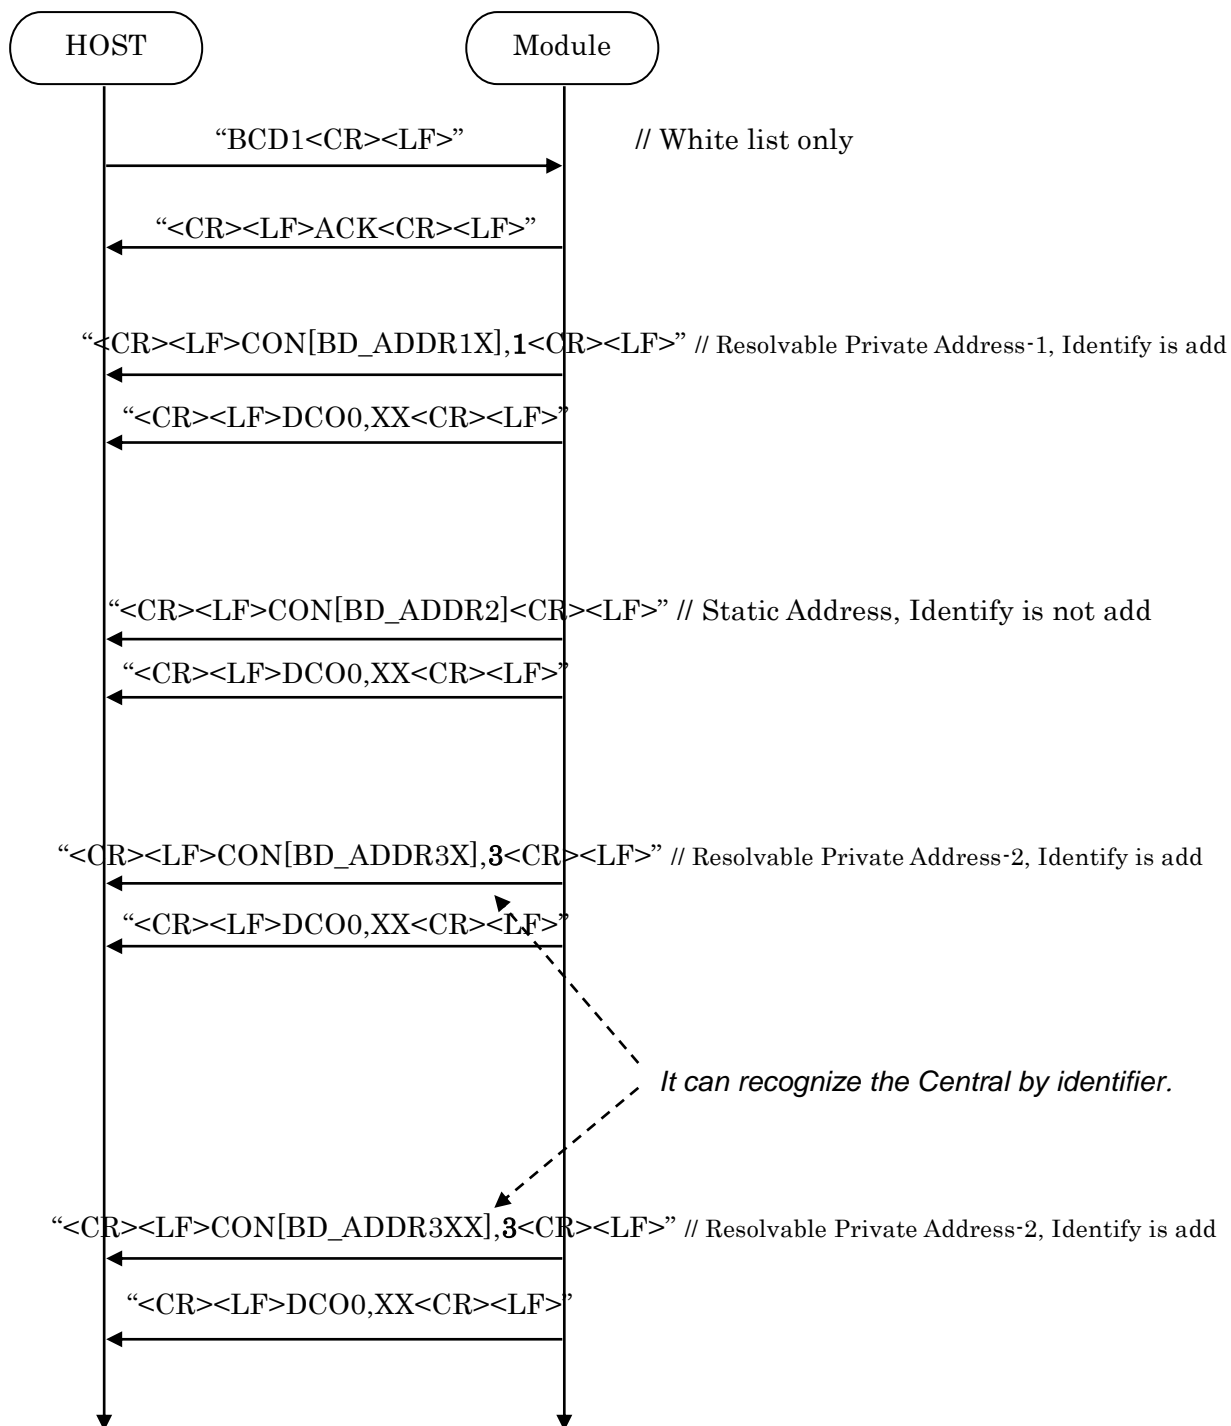 HOST Module
“BCD1<CR><LF>” // White list only
“<CR><LF>ACK<CR><LF>”
“<CR><LF>CON[BD_ADDR1X],1<CR><LF>” // Resolvable Private Address-1, Identify is add
“<CR><LF>DCO0,XX<CR><LF>”
“<CR><LF>CON[BD_ADDR2]<CR><LF>” // Static Address, Identify is not add
“<CR><LF>DCO0,XX<CR><LF>”
“<CR><LF>CON[BD_ADDR3X],3<CR><LF>” // Resolvable Private Address-2, Identify is add
“<CR><LF>DCO0,XX<CR><LF>”
It can recognize the Central by identifier.
“<CR><LF>CON[BD_ADDR3XX],3<CR><LF>” // Resolvable Private Address-2, Identify is add
“<CR><LF>DCO0,XX<CR><LF>”